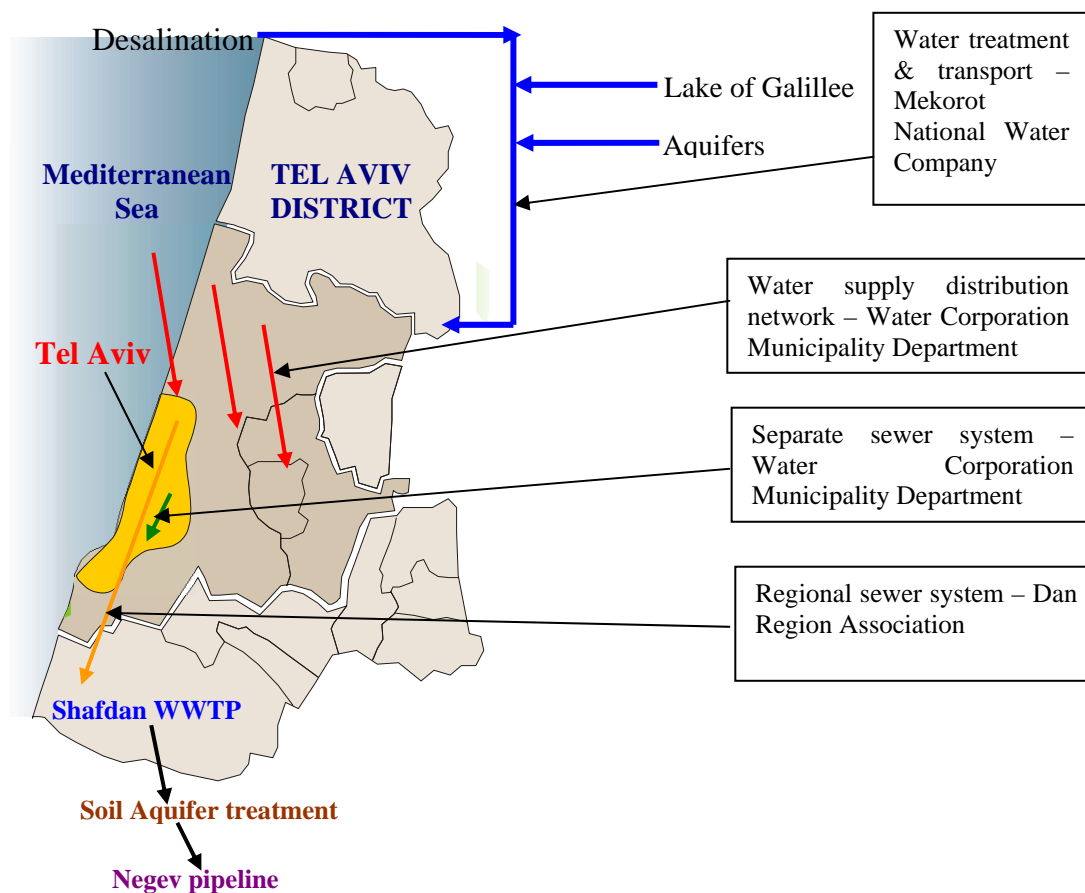 Desalination
Lake of Galillee
Aquifers
Water treatment
& transport –
Mekorot
National Water
Company
Mediterranean
Sea
TEL AVIV
DISTRICT
Water supply distribution
network – Water Corporation
Municipality Department
Tel Aviv
Separate sewer system –
Water Corporation
Municipality Department
Regional sewer system – Dan
Region Association
Shafdan WWTP
Soil Aquifer treatment
Negev pipeline